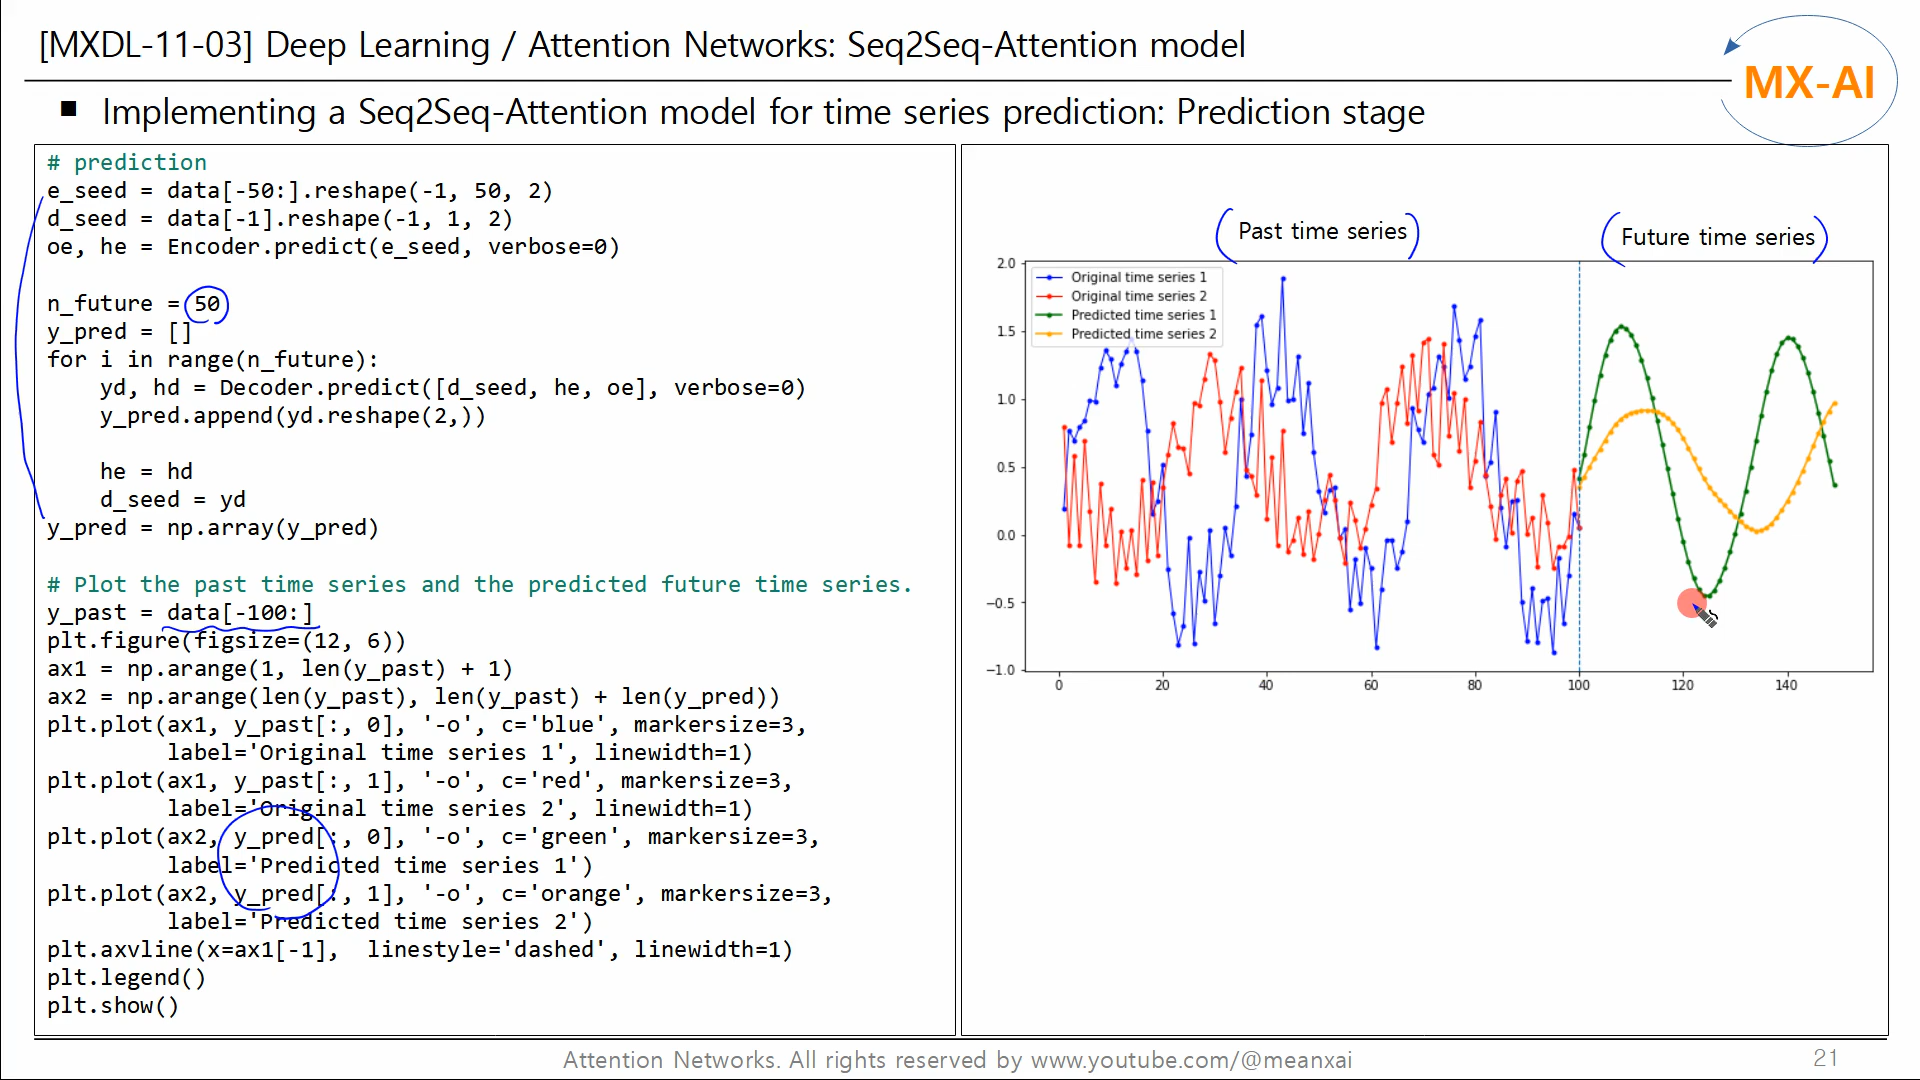 [MXDL-11-03] Deep Learning / Attention Networks: Seq2Seq-Attention model
MX-AI
■ Implementing a Seq2Seq-Attention model for time series prediction: Prediction stage
# prediction
e_seed = data[-50:].reshape(-1, 50, 2)
d_seed = data[-1].reshape(-1, 1, 2)
oe, he = Encoder.predict(e_seed, verbose=0)
n_future = 50
y_pred = []
for i in range(n_future):
    yd, hd = Decoder.predict([d_seed, he, oe], verbose=0)
    y_pred.append(yd.reshape(2,))
    he = hd
    d_seed = yd
y_pred = np.array(y_pred)
# Plot the past time series and the predicted future time series.
y_past = data[-100:]
plt.figure(figsize=(12, 6))
ax1 = np.arange(1, len(y_past) + 1)
ax2 = np.arange(len(y_past), len(y_past) + len(y_pred))
plt.plot(ax1, y_past[:, 0], '-o', c='blue', markersize=3,
         label='Original time series 1', linewidth=1)
plt.plot(ax1, y_past[:, 1], '-o', c='red', markersize=3,
         label='Original time series 2', linewidth=1)
plt.plot(ax2, y_pred[:, 0], '-o', c='green', markersize=3,
         label='Predicted time series 1')
plt.plot(ax2, y_pred[:, 1], '-o', c='orange', markersize=3,
         label='Predicted time series 2')
plt.axvline(x=ax1[-1],  linestyle='dashed', linewidth=1)
plt.legend()
plt.show()
Past time series
Future time series
Original time series 1
Original time series 2
Predicted time series 1
Predicted time series 2
2.0
1.5
1.0
0.5
0.0
−0.5
−1.0
0 20 40 60 80 100 120 140
Attention Networks. All rights reserved by www.youtube.com/@meanxai
21